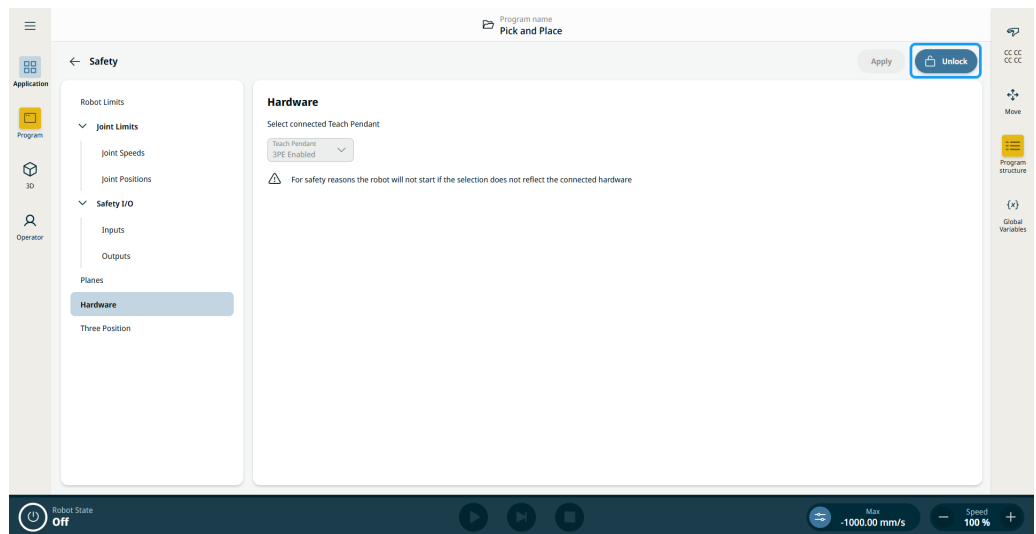 Program name
Pick and Place
Application
Program
3D
Operator
Safety
Apply
Unlock
Robot Limits
Joint Limits
Joint Speeds
Joint Positions
Safety I/O
Inputs
Outputs
Planes
Hardware
Three Position
Hardware
Select connected Teach Pendant
Teach Pendant
3PE Enabled
For safety reasons the robot will not start if the selection does not reflect the connected hardware
CC CC
CC CC
Move
Program
structure
{x}
Global
Variables
Robot State
Off
Max
-1000.00 mm/s
Speed
100 %